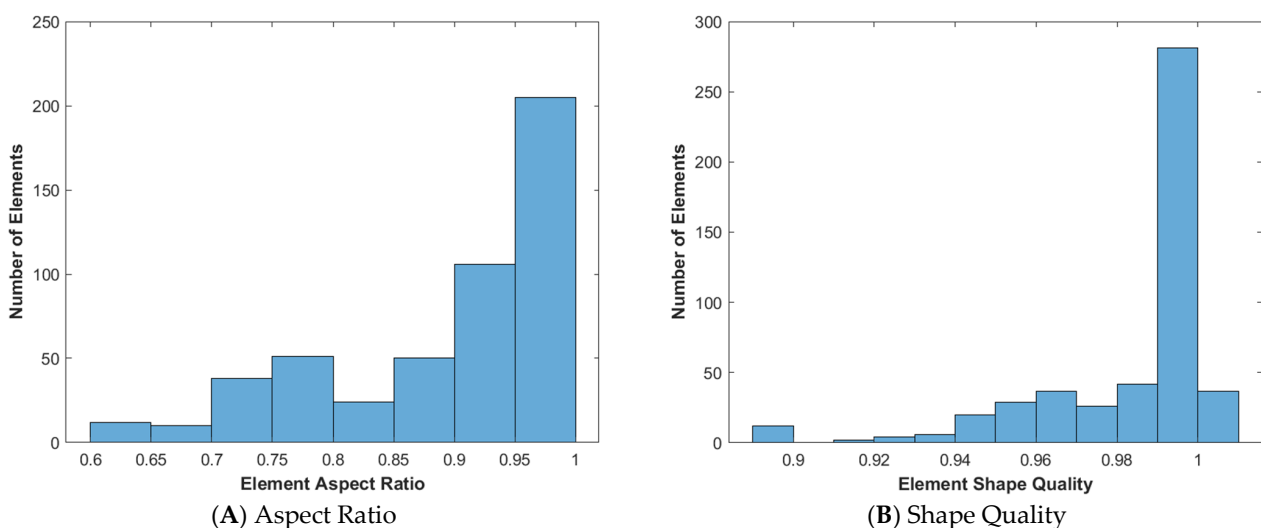 250
200
150
100
50
0
Number of Elements
0.6 0.65 0.7 0.75 0.8 0.85 0.9 0.95 1
Element Aspect Ratio
(A) Aspect Ratio
300
250
200
150
100
50
0
Number of Elements
0.9 0.92 0.94 0.96 0.98 1
Element Shape Quality
(B) Shape Quality